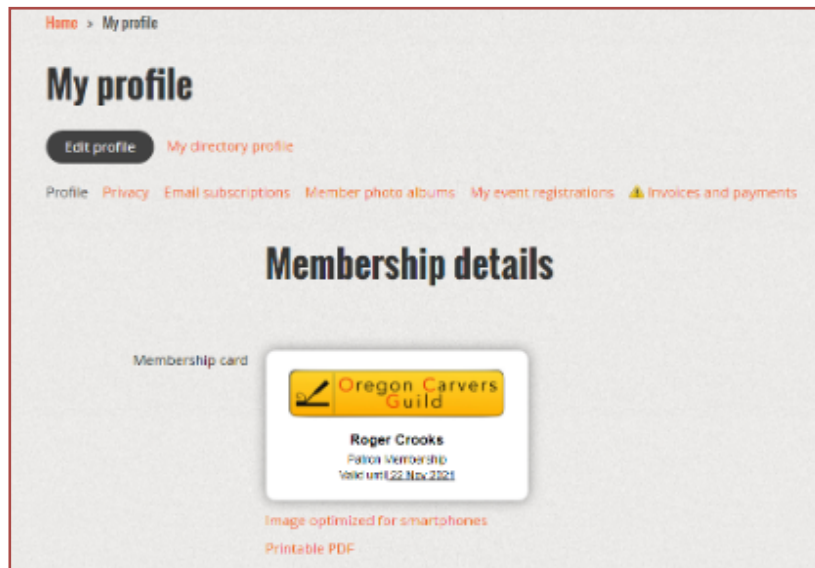 Home > My profile
My profile
Edit profile My directory profile
Profile Privacy Email subscriptions Member photo albums My event registrations Invoices and payments
Membership details
Membership card
Oregon Carvers
Guild
Roger Crooks
Patron Membership
Valid until 22 Nov 2021
Image optimized for smartphones
Printable PDF